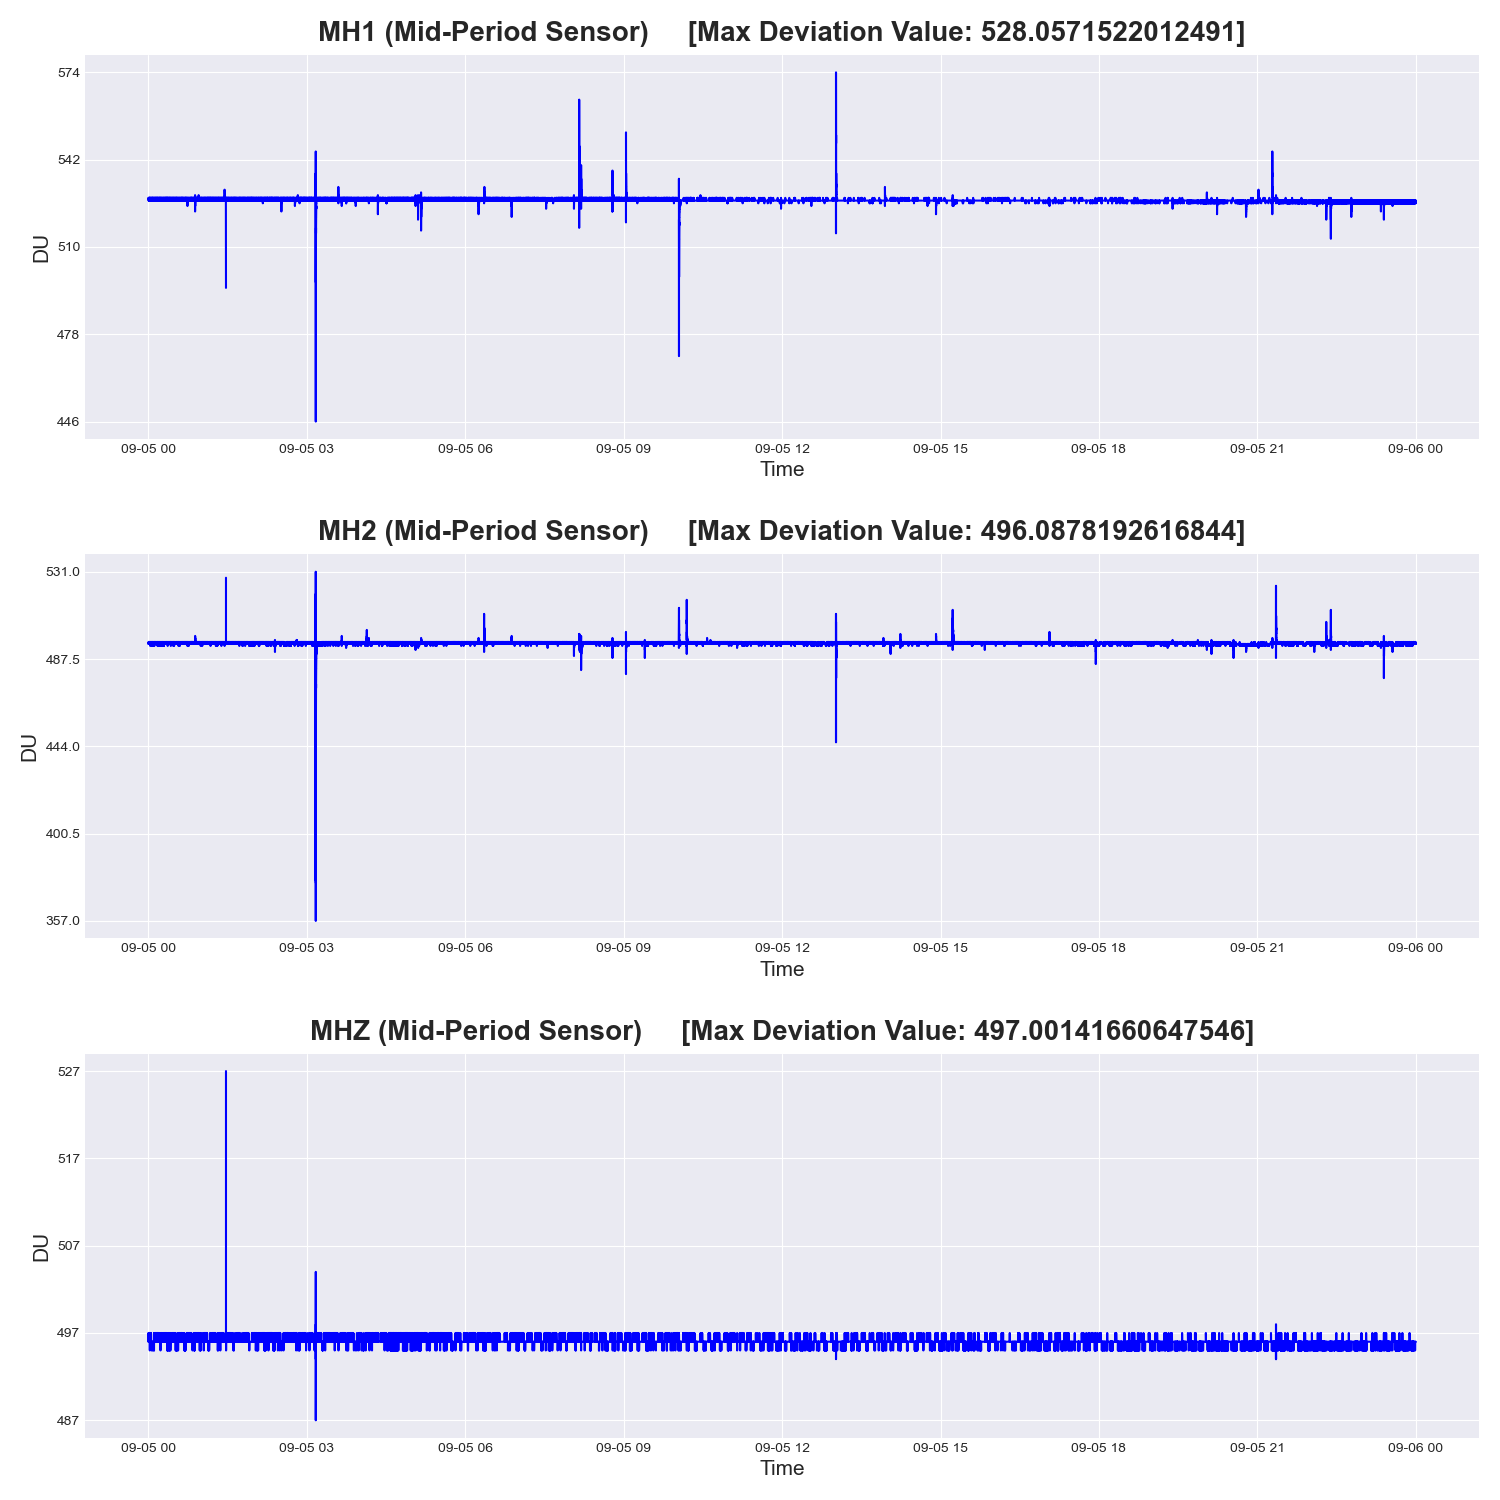 MH1 (Mid-Period Sensor) [Max Deviation Value: 528.0571522012491]
574
542
510
478
446
DU
09-05 00 09-05 03 09-05 06 09-05 09 09-05 12 09-05 15 09-05 18 09-05 21 09-06 00
Time
MH2 (Mid-Period Sensor) [Max Deviation Value: 496.0878192616844]
531.0
487.5
444.0
400.5
357.0
DU
09-05 00 09-05 03 09-05 06 09-05 09 09-05 12 09-05 15 09-05 18 09-05 21 09-06 00
Time
MHZ (Mid-Period Sensor) [Max Deviation Value: 497.00141660647546]
527
517
507
497
487
DU
09-05 00 09-05 03 09-05 06 09-05 09 09-05 12 09-05 15 09-05 18 09-05 21 09-06 00
Time